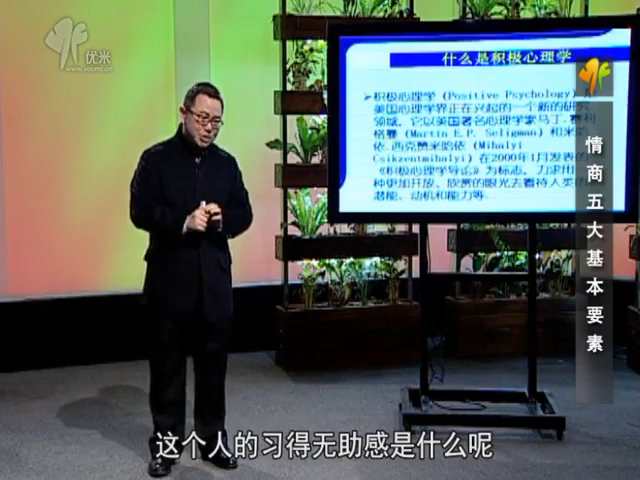 优米
www.youmi.cn
什么是积极心理学
积极心理学 (Positive Psychology) 是
美国心理学界正在兴起的一个新的研究
领域。它以美国著名心理学家马丁.赛利
格曼 (Martin E.P. Seligman) 和米
依.西克赞米哈依 (Mihalyi
Csikzentmihalyi) 在2000年1月发表的
《积极心理学导论》为标志。力求用
种更加开放、欣赏的眼光去看待人类的
潜能、动机和能力等
情商五大基本要素
这个人的习得无助感是什么呢